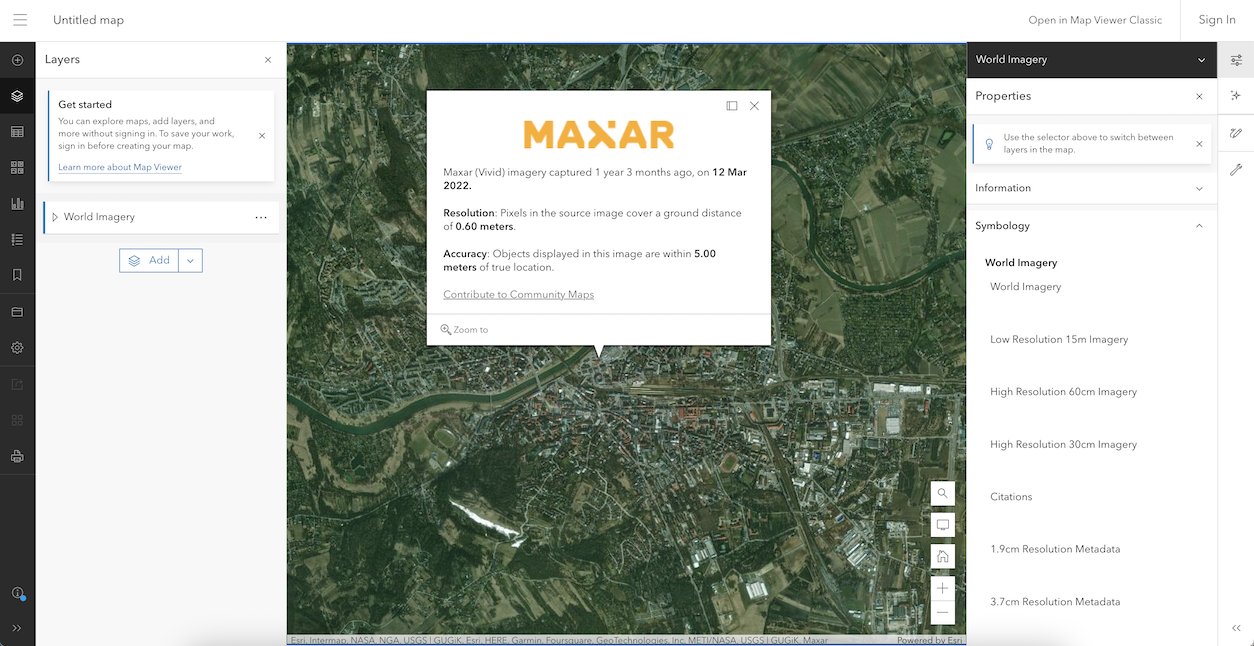 Untitled map
Open in Map Viewer Classic
Sign In
Layers
Get started
You can explore maps, add layers, and
more without signing in. To save your work,
sign in before creating your map.
Learn more about Map Viewer
World Imagery
Add
MAXAR
Maxar (Vivid) imagery captured 1 year 3 months ago, on 12 Mar
2022.
Resolution: Pixels in the source image cover a ground distance
of 0.60 meters.
Accuracy: Objects displayed in this image are within 5.00
meters of true location.
Contribute to Community Maps
Zoom to
Esri, Intermap, NASA, NGA, USGS | GUGiK, Esri, HERE, Garmin, Foursquare, GeoTechnologies, Inc, METI/NASA, USGS | GUGiK, Maxar
Powered by Esri
World Imagery
Properties
Use the selector above to switch between
layers in the map.
Information
Symbology
World Imagery
World Imagery
Low Resolution 15m Imagery
High Resolution 60cm Imagery
High Resolution 30cm Imagery
Citations
1.9cm Resolution Metadata
3.7cm Resolution Metadata